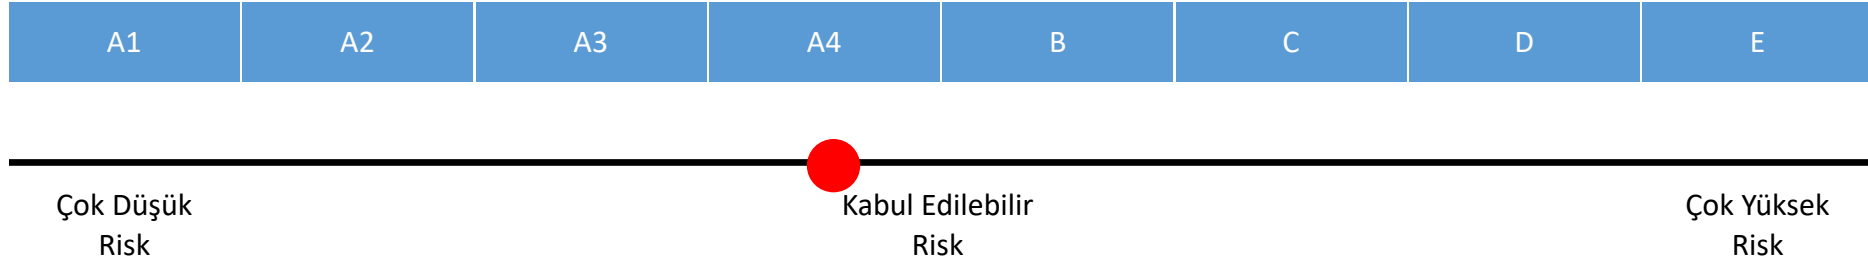 A1 A2 A3 A4 B C D E
Çok Düşük Kabul Edilebilir Çok Yüksek
Risk Risk Risk